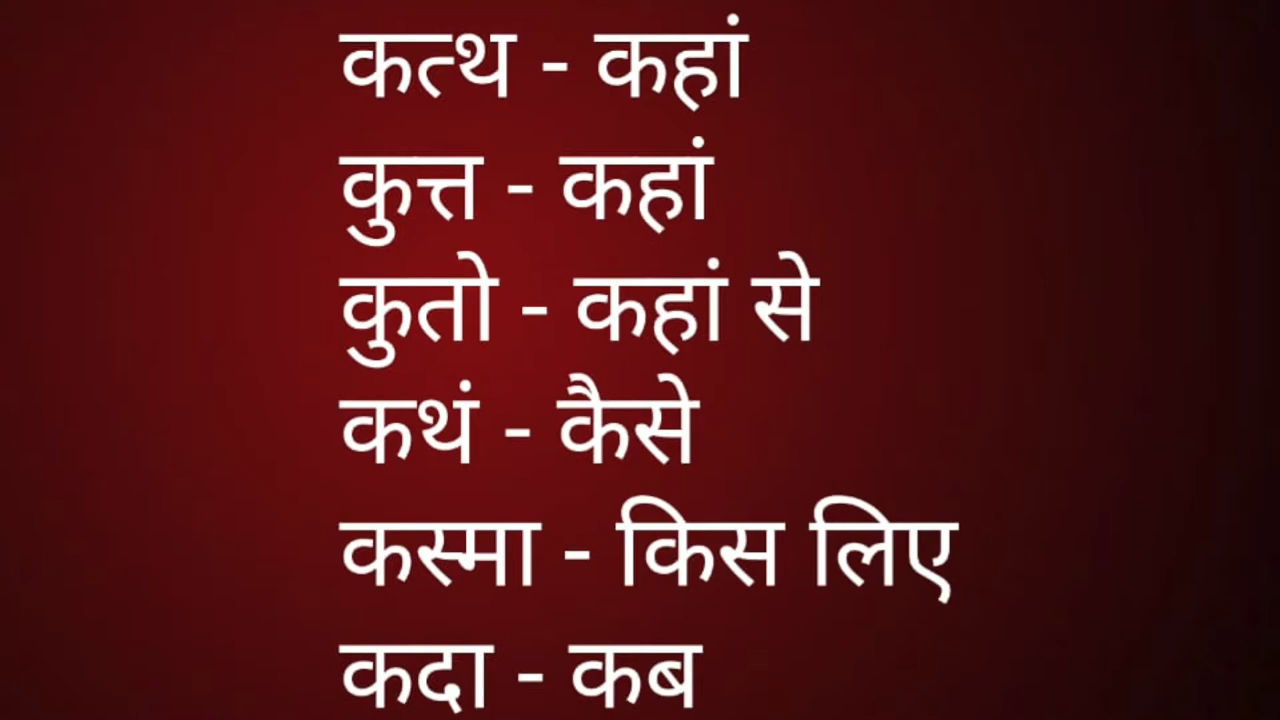 कत्थ - कहां
कुत्त - कहां
कुतो - कहां से
कथं - कैसे
कस्मा - किस लिए
कदा - कब